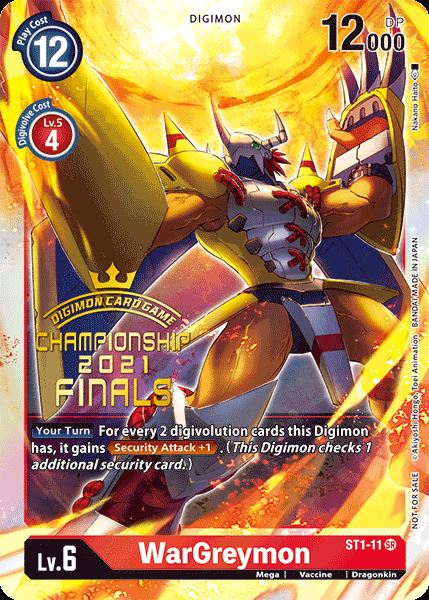 DIGIMON
Play Cost
12
DP
12000
Digivolve Cost
Lv.5
4
Nakano Haito
DIGIMON CARD GAME
CHAMPIONSHIP
2021
FINALS
Your Turn For every 2 digivolution cards this Digimon
has, it gains Security Attack +1 . (This Digimon checks 1
additional security card.)
©Akiyoshi Hongo, Toei Animation BANDAI MADE IN JAPAN
NOT FOR SALE
Lv.6
WarGreymon
ST1-11 SR
Mega | Vaccine | Dragonkin